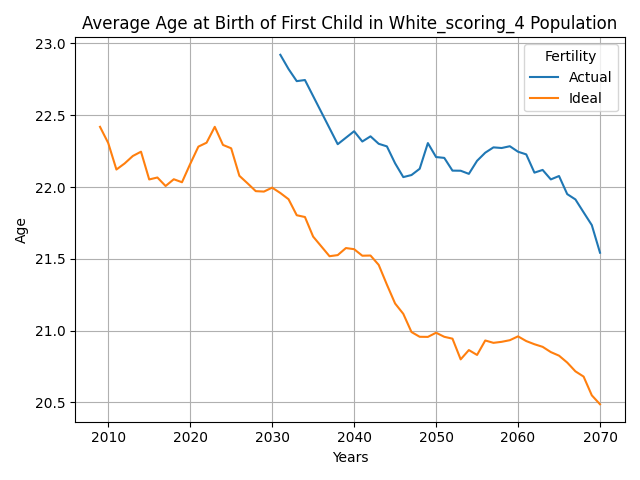 Average Age at Birth of First Child in White_scoring_4 Population
23.0
22.5
22.0
21.5
21.0
20.5
Age
Fertility
Actual
Ideal
2010 2020 2030 2040 2050 2060 2070
Years